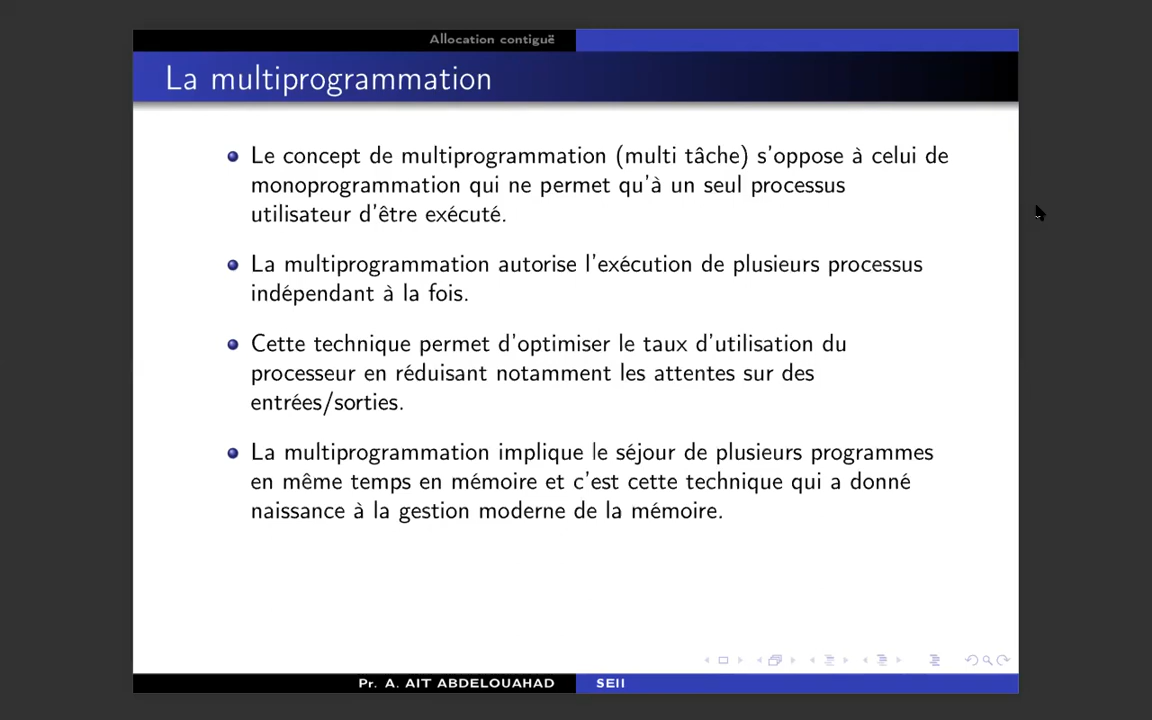 Allocation contiguë
La multiprogrammation
Le concept de multiprogrammation (multi tâche) s'oppose à celui de
monoprogrammation qui ne permet qu'à un seul processus
utilisateur d'être exécuté.
La multiprogrammation autorise l'exécution de plusieurs processus
indépendant à la fois.
Cette technique permet d'optimiser le taux d'utilisation du
processeur en réduisant notamment les attentes sur des
entrées/sorties.
La multiprogrammation implique le séjour de plusieurs programmes
en même temps en mémoire et c'est cette technique qui a donné
naissance à la gestion moderne de la mémoire.
Pr. A. AIT ABDELOUAHAD SEII